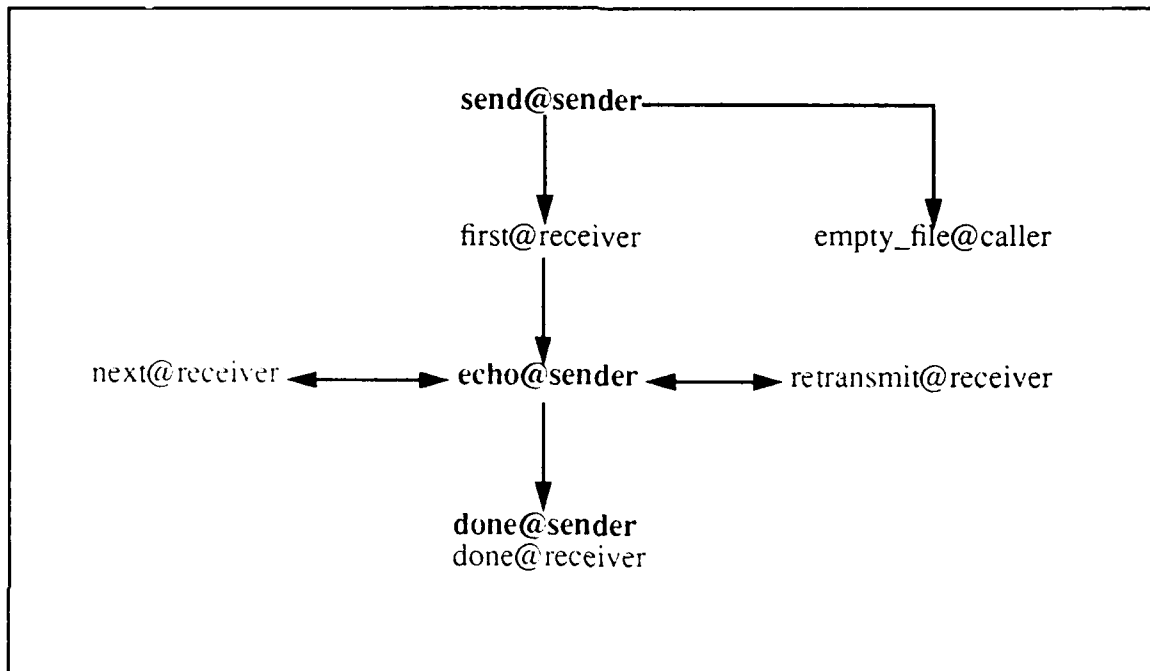 send@sender
first@receiver
empty_file@caller
next@receiver
echo@sender
retransmit@receiver
done@sender
done@receiver